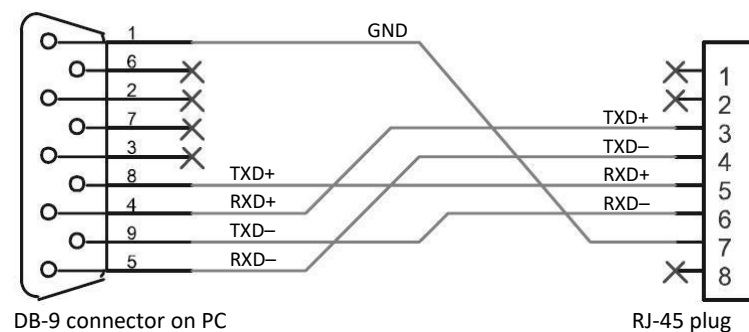 GND
1
6
2
7
3
8
4
9
5
TXD+
RXD+
TXD–
RXD–
TXD+
TXD–
RXD+
RXD–
1
2
3
4
5
6
7
8
DB-9 connector on PC
RJ-45 plug